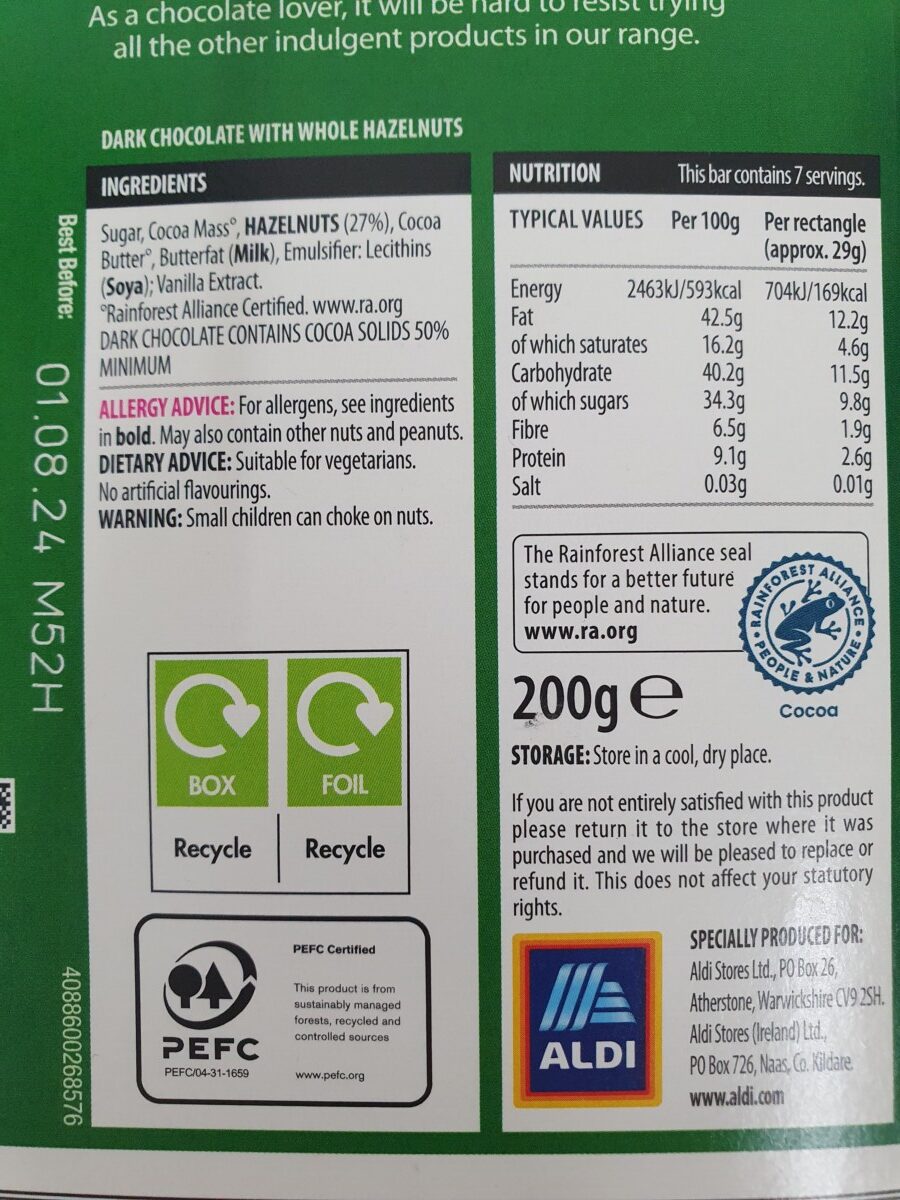 As a chocolate lover, it will be hard to resist trying
all the other indulgent products in our range.
DARK CHOCOLATE WITH WHOLE HAZELNUTS
INGREDIENTS
Sugar, Cocoa Mass°, HAZELNUTS (27%), Cocoa
Butter°, Butterfat (Milk), Emulsifier: Lecithins
(Soya); Vanilla Extract.
°Rainforest Alliance Certified. www.ra.org
DARK CHOCOLATE CONTAINS COCOA SOLIDS 50%
MINIMUM
ALLERGY ADVICE: For allergens, see ingredients
in bold. May also contain other nuts and peanuts.
DIETARY ADVICE: Suitable for vegetarians.
No artificial flavourings.
WARNING: Small children can choke on nuts.
BOX
FOIL
Recycle
Recycle
PEFC
PEFC/04-31-1659
PEFC Certified
This product is from
sustainably managed
forests, recycled and
controlled sources
www.pefc.org
Best Before:
01.08.24 M52H
4088600268576
NUTRITION This bar contains 7 servings.
TYPICAL VALUES Per 100g Per rectangle
(approx. 29g)
Energy 2463kJ/593kcal 704kJ/169kcal
Fat 42.5g 12.2g
of which saturates 16.2g 4.6g
Carbohydrate 40.2g 11.5g
of which sugars 34.3g 9.8g
Fibre 6.5g 1.9g
Protein 9.1g 2.6g
Salt 0.03g 0.01g
The Rainforest Alliance seal
stands for a better future
for people and nature.
www.ra.org
RAINFOREST ALLIANCE
PEOPLE & NATURE
Cocoa
200g ℮
STORAGE: Store in a cool, dry place.
If you are not entirely satisfied with this product
please return it to the store where it was
purchased and we will be pleased to replace or
refund it. This does not affect your statutory
rights.
ALDI
SPECIALLY PRODUCED FOR:
Aldi Stores Ltd., PO Box 26,
Atherstone, Warwickshire CV9 2SH.
Aldi Stores (Ireland) Ltd.,
PO Box 726, Naas, Co. Kildare.
www.aldi.com